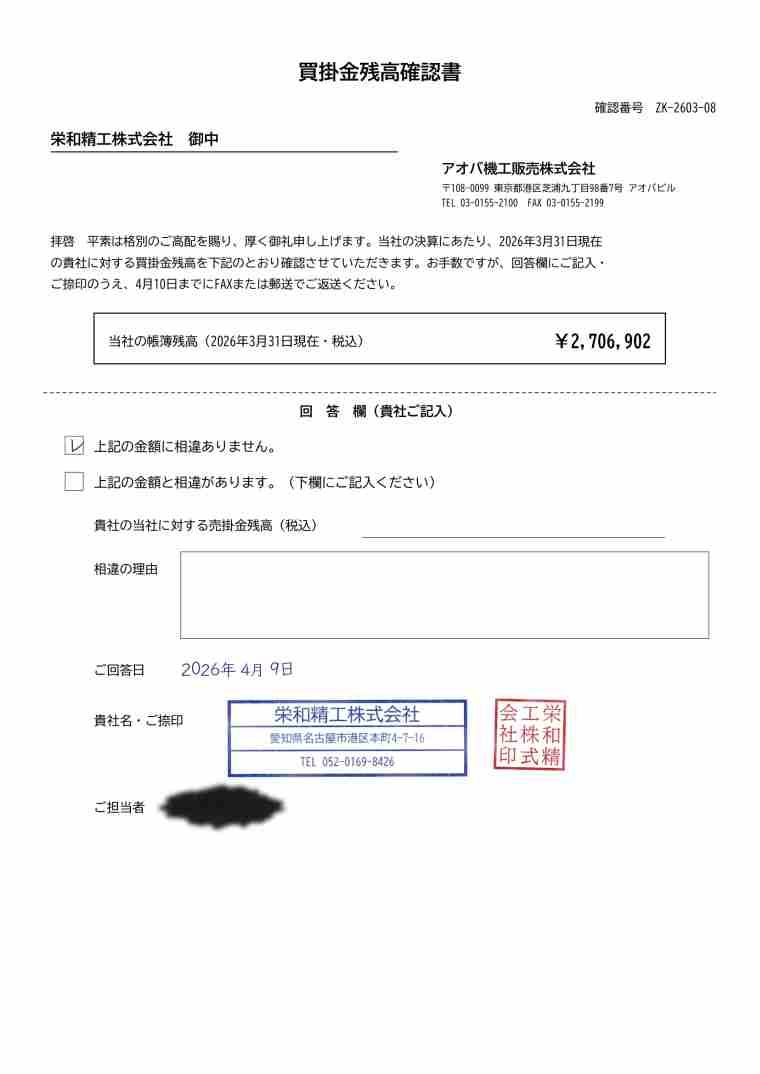 買掛金残高確認書
確認番号 ZK-2603-08
栄和精工株式会社 御中
アオバ機工販売株式会社
〒108-0099 東京都港区芝浦九丁目98番7号 アオバビル
TEL 03-0155-2100 FAX 03-0155-2199
拝啓 平素は格別のご高配を賜り、厚く御礼申し上げます。当社の決算にあたり、2026年3月31日現在
の貴社に対する買掛金残高を下記のとおり確認させていただきます。お手数ですが、回答欄にご記入・
ご捺印のうえ、4月10日までにFAXまたは郵送でご返送ください。
当社の帳簿残高（2026年3月31日現在・税込） ¥2,706,902
回 答 欄（貴社ご記入）
上記の金額に相違ありません。
上記の金額と相違があります。（下欄にご記入ください）
貴社の当社に対する売掛金残高（税込）
相違の理由
ご回答日 2026年4月9日
貴社名・ご捺印
栄和精工株式会社
愛知県名古屋市港区本町4-7-16
TEL 052-0169-8426
栄和精工株式会社印
ご担当者